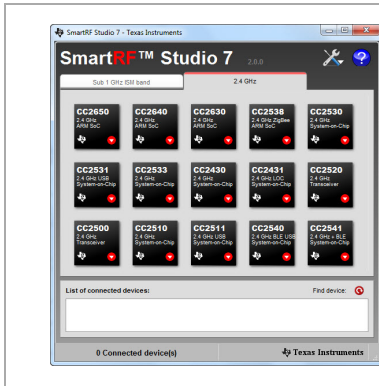 SmartRF Studio 7 - Texas Instruments
SmartRF™ Studio 7 2.0.0
Sub 1 GHz ISM band 2.4 GHz
CC2650 CC2640 CC2630 CC2538 CC2530
2.4 GHz 2.4 GHz 2.4 GHz 2.4 GHz ZigBee 2.4 GHz
ARM SoC ARM SoC ARM SoC ARM SoC System-on-Chip
CC2531 CC2533 CC2430 CC2431 CC2520
2.4 GHz USB 2.4 GHz 2.4 GHz 2.4 GHz LOC 2.4 GHz
System-on-Chip System-on-Chip System-on-Chip System-on-Chip Transceiver
CC2500 CC2510 CC2511 CC2540 CC2541
2.4 GHz 2.4 GHz 2.4 GHz USB 2.4 GHz BLE USB 2.4 GHz + BLE
Transceiver System-on-Chip System-on-Chip System-on-Chip System-on-Chip
List of connected devices: Find device:
0 Connected device(s) Texas Instruments